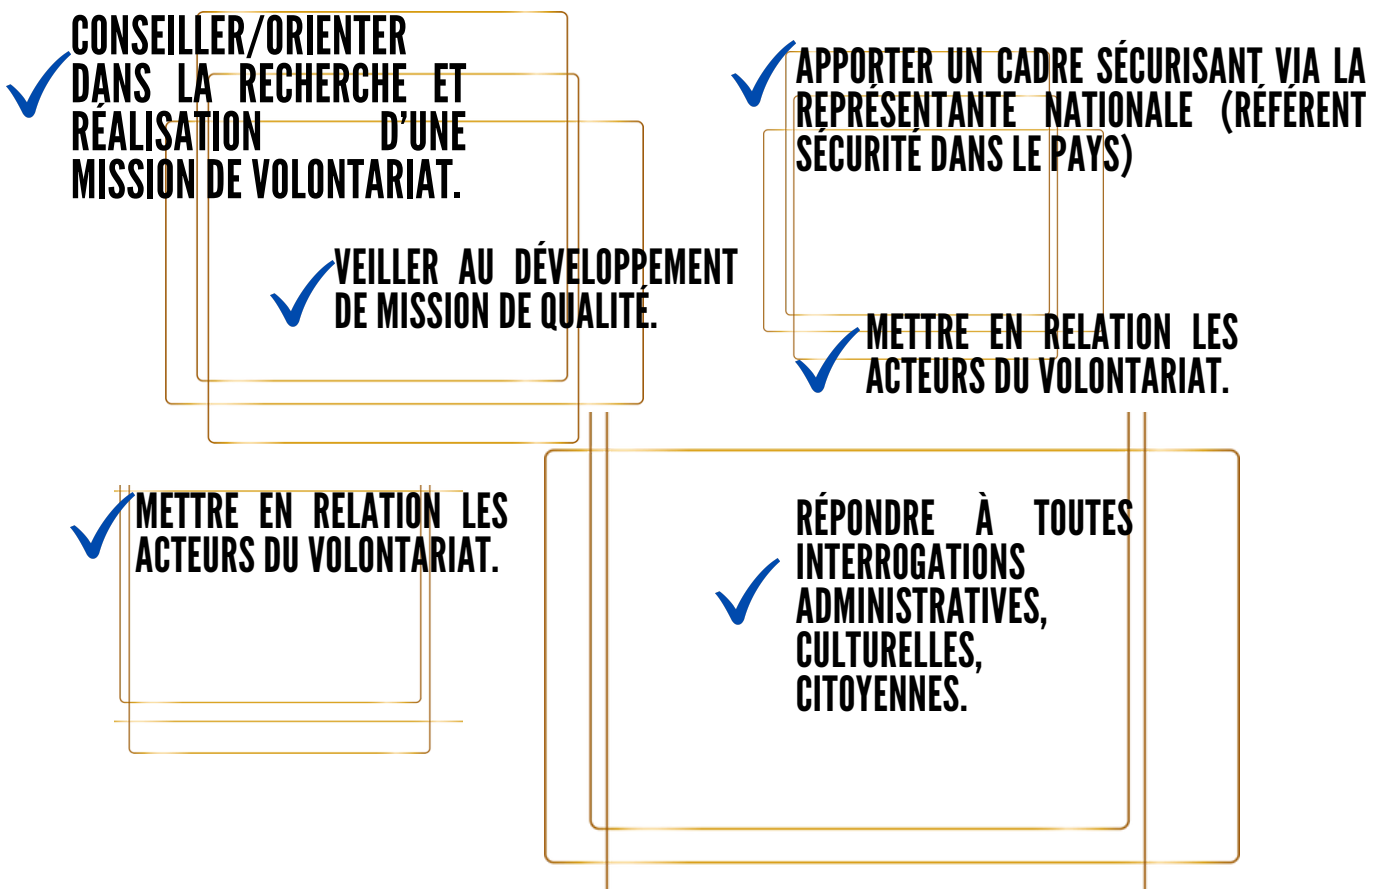 CONSEILLER/ORIENTER
DANS LA RECHERCHE ET
RÉALISATION D'UNE
MISSION DE VOLONTARIAT.
APPORTER UN CADRE SÉCURISANT VIA LA
REPRÉSENTANTE NATIONALE (RÉFÉRENT
SÉCURITÉ DANS LE PAYS)
VEILLER AU DÉVELOPPEMENT
DE MISSION DE QUALITÉ.
METTRE EN RELATION LES
ACTEURS DU VOLONTARIAT.
METTRE EN RELATION LES
ACTEURS DU VOLONTARIAT.
RÉPONDRE À TOUTES
INTERROGATIONS
ADMINISTRATIVES,
CULTURELLES,
CITOYENNES.